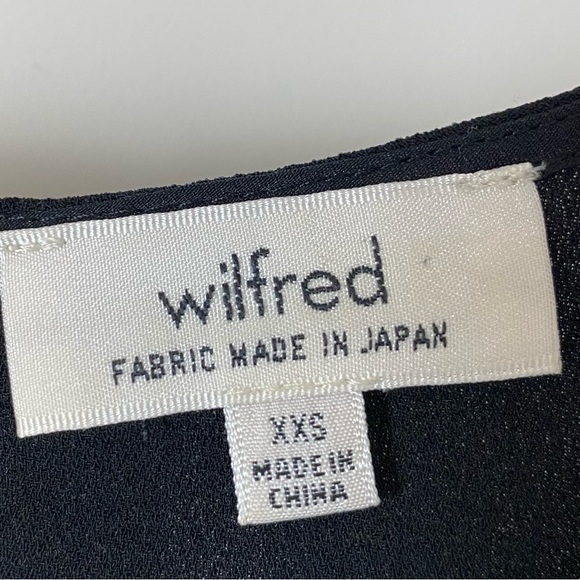 wilfred
FABRIC MADE IN JAPAN
XXS
MADE IN
CHINA